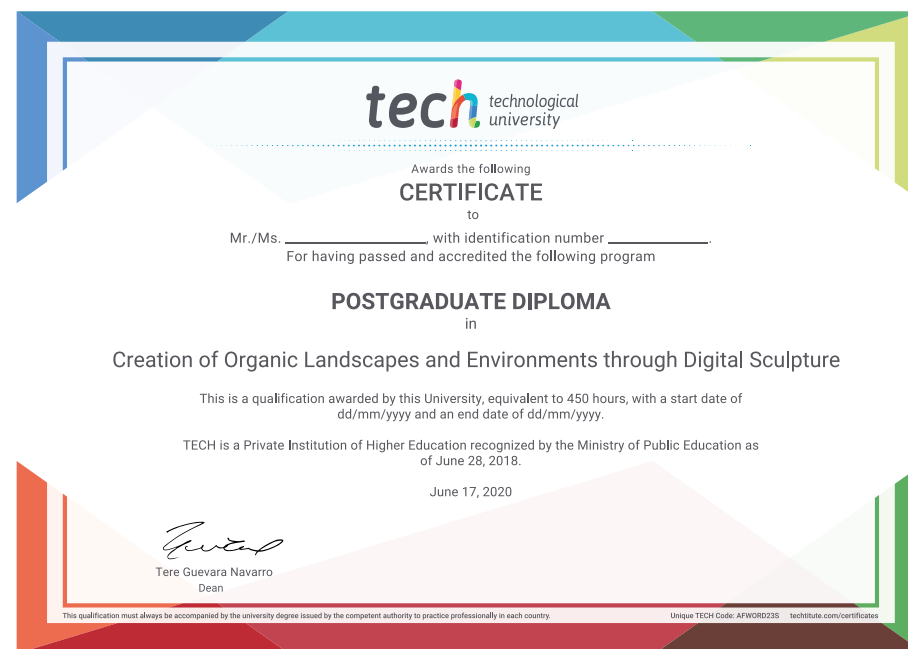 tech technological
university
Awards the following
CERTIFICATE
to
Mr./Ms. ____________, with identification number _________.
For having passed and accredited the following program
POSTGRADUATE DIPLOMA
in
Creation of Organic Landscapes and Environments through Digital Sculpture
This is a qualification awarded by this University, equivalent to 450 hours, with a start date of
dd/mm/yyyy and an end date of dd/mm/yyyy.
TECH is a Private Institution of Higher Education recognized by the Ministry of Public Education as
of June 28, 2018.
June 17, 2020
Tere Guevara Navarro
Dean
This qualification must always be accompanied by the university degree issued by the competent authority to practice professionally in each country. Unique TECH Code: AFWORD23S techtitute.com/certificates